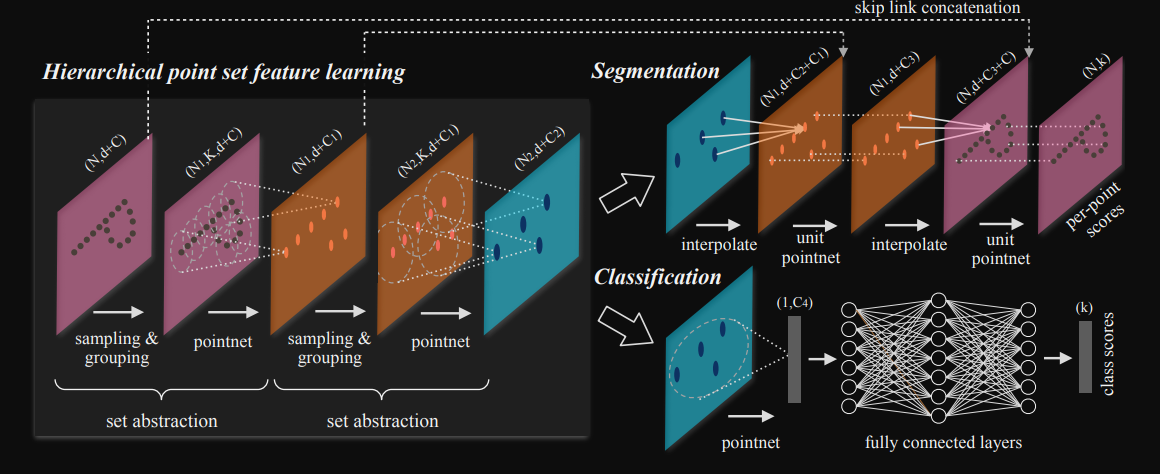 skip link concatenation
Hierarchical point set feature learning
Segmentation
(N,d+C)
(N1,K,d+C)
(N1,d+C1)
(N2,K,d+C1)
(N2,d+C2)
(N1,d+C2+C1)
(N1,d+C3)
(N,d+C3+C)
(N,k)
interpolate
unit
pointnet
interpolate
unit
pointnet
per-point
scores
sampling &
grouping
pointnet
sampling &
grouping
pointnet
set abstraction
set abstraction
Classification
(1,C4)
(k)
class scores
pointnet
fully connected layers